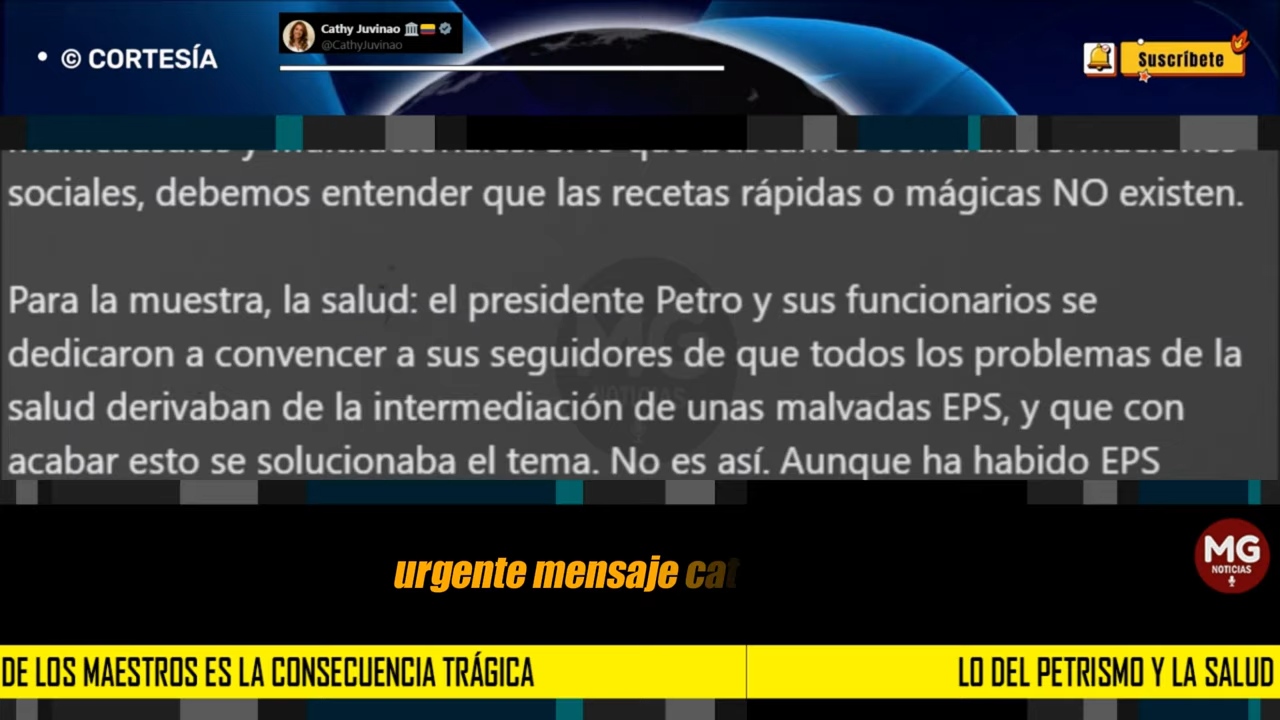 • © CORTESÍA
Cathy Juvinao
@CathyJuvinao
Suscríbete
sociales, debemos entender que las recetas rápidas o mágicas NO existen.
Para la muestra, la salud: el presidente Petro y sus funcionarios se
dedicaron a convencer a sus seguidores de que todos los problemas de la
salud derivaban de la intermediación de unas malvadas EPS, y que con
acabar esto se solucionaba el tema. No es así. Aunque ha habido EPS
MG
NOTICIAS
urgente mensaje cat
MG
NOTICIAS
DE LOS MAESTROS ES LA CONSECUENCIA TRÁGICA
LO DEL PETRISMO Y LA SALUD